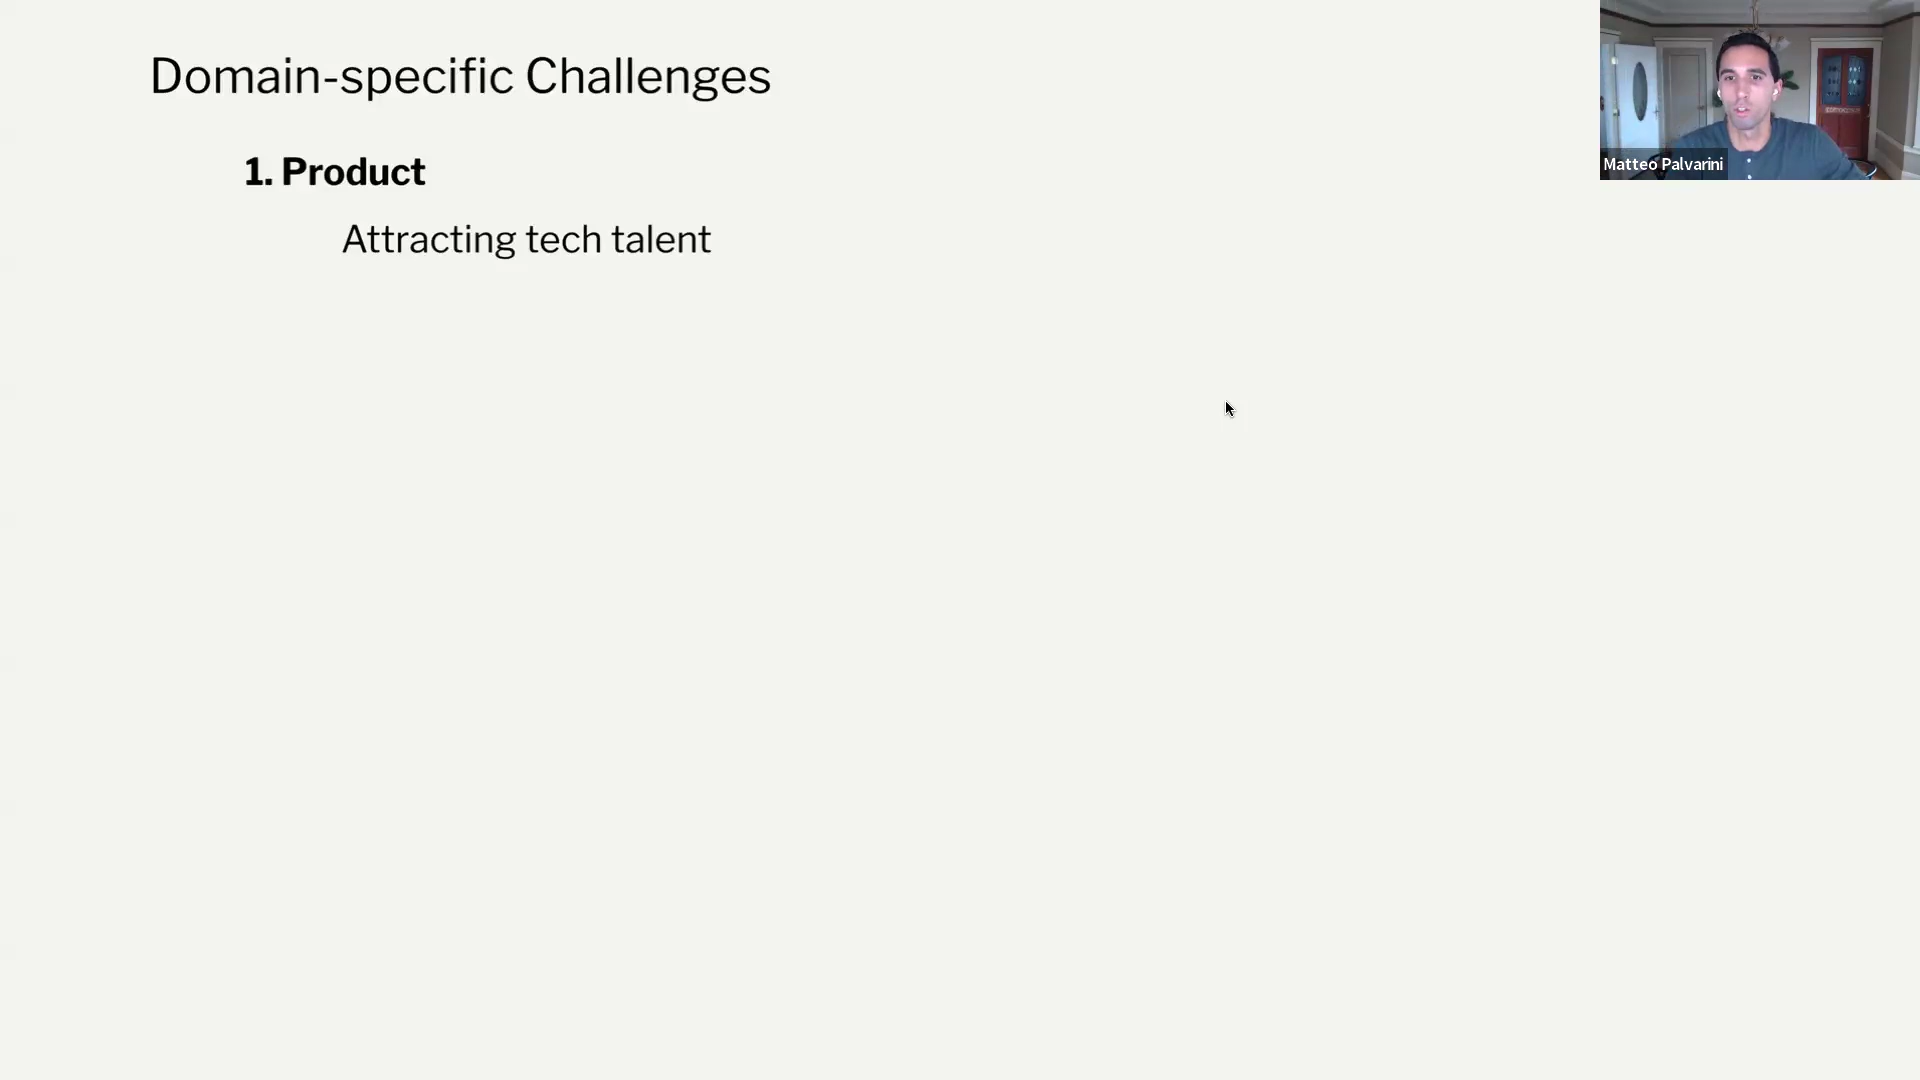 Domain-specific Challenges
1. Product
Attracting tech talent
Matteo Palvarini